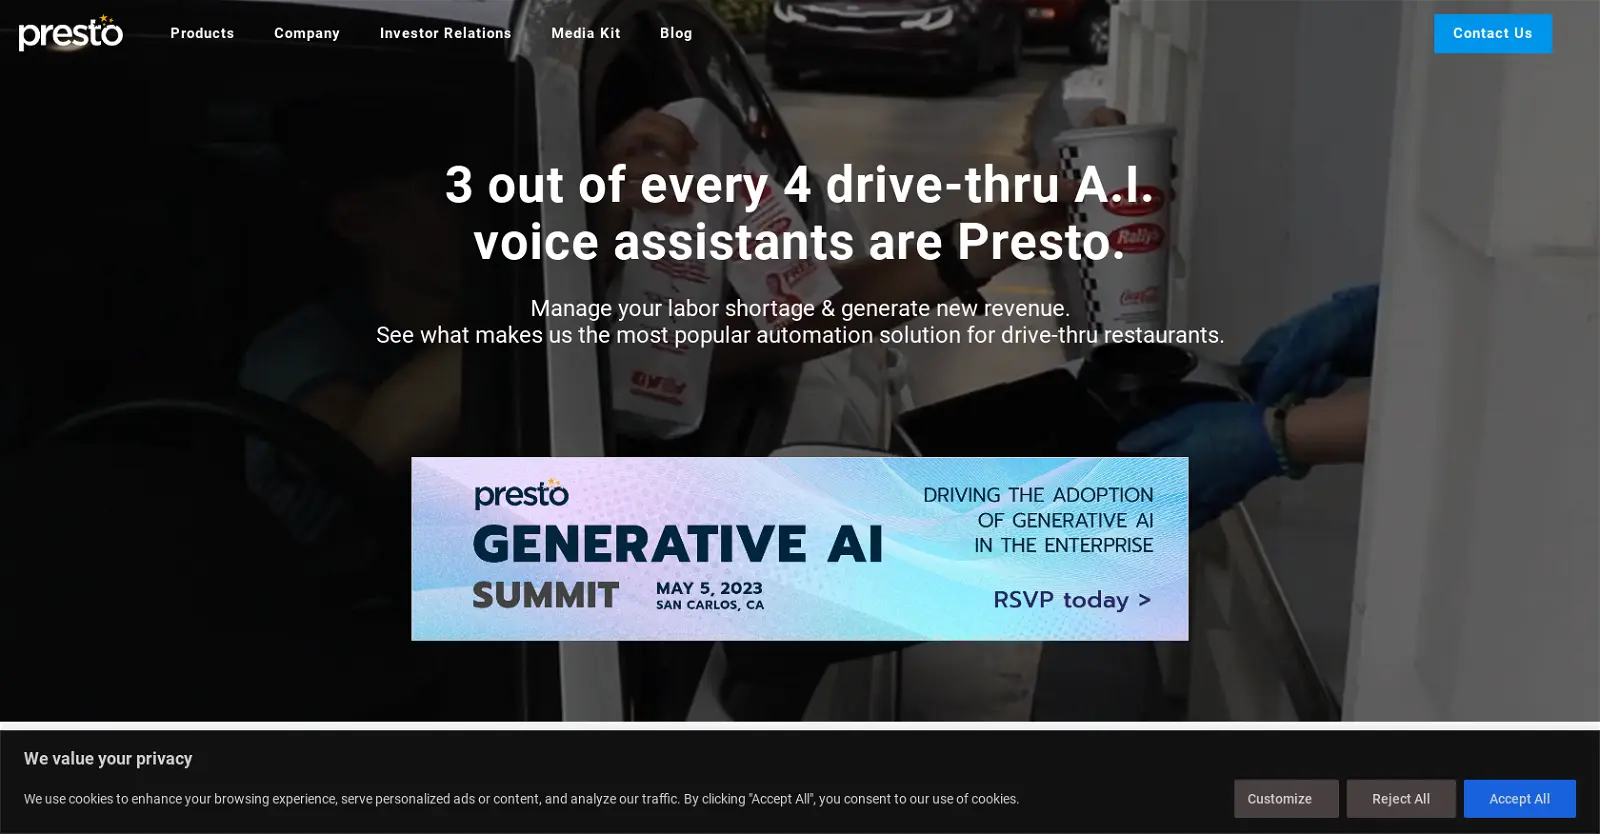 presto
Products
Company
Investor Relations
Media Kit
Blog
Contact Us
3 out of every 4 drive-thru A.I.
voice assistants are Presto.
Manage your labor shortage & generate new revenue.
See what makes us the most popular automation solution for drive-thru restaurants.
Rally's
Coca-Cola
FREE
presto
GENERATIVE AI
SUMMIT
MAY 5, 2023
SAN CARLOS, CA
DRIVING THE ADOPTION
OF GENERATIVE AI
IN THE ENTERPRISE
RSVP today >
We value your privacy
We use cookies to enhance your browsing experience, serve personalized ads or content, and analyze our traffic. By clicking "Accept All", you consent to our use of cookies.
Customize
Reject All
Accept All